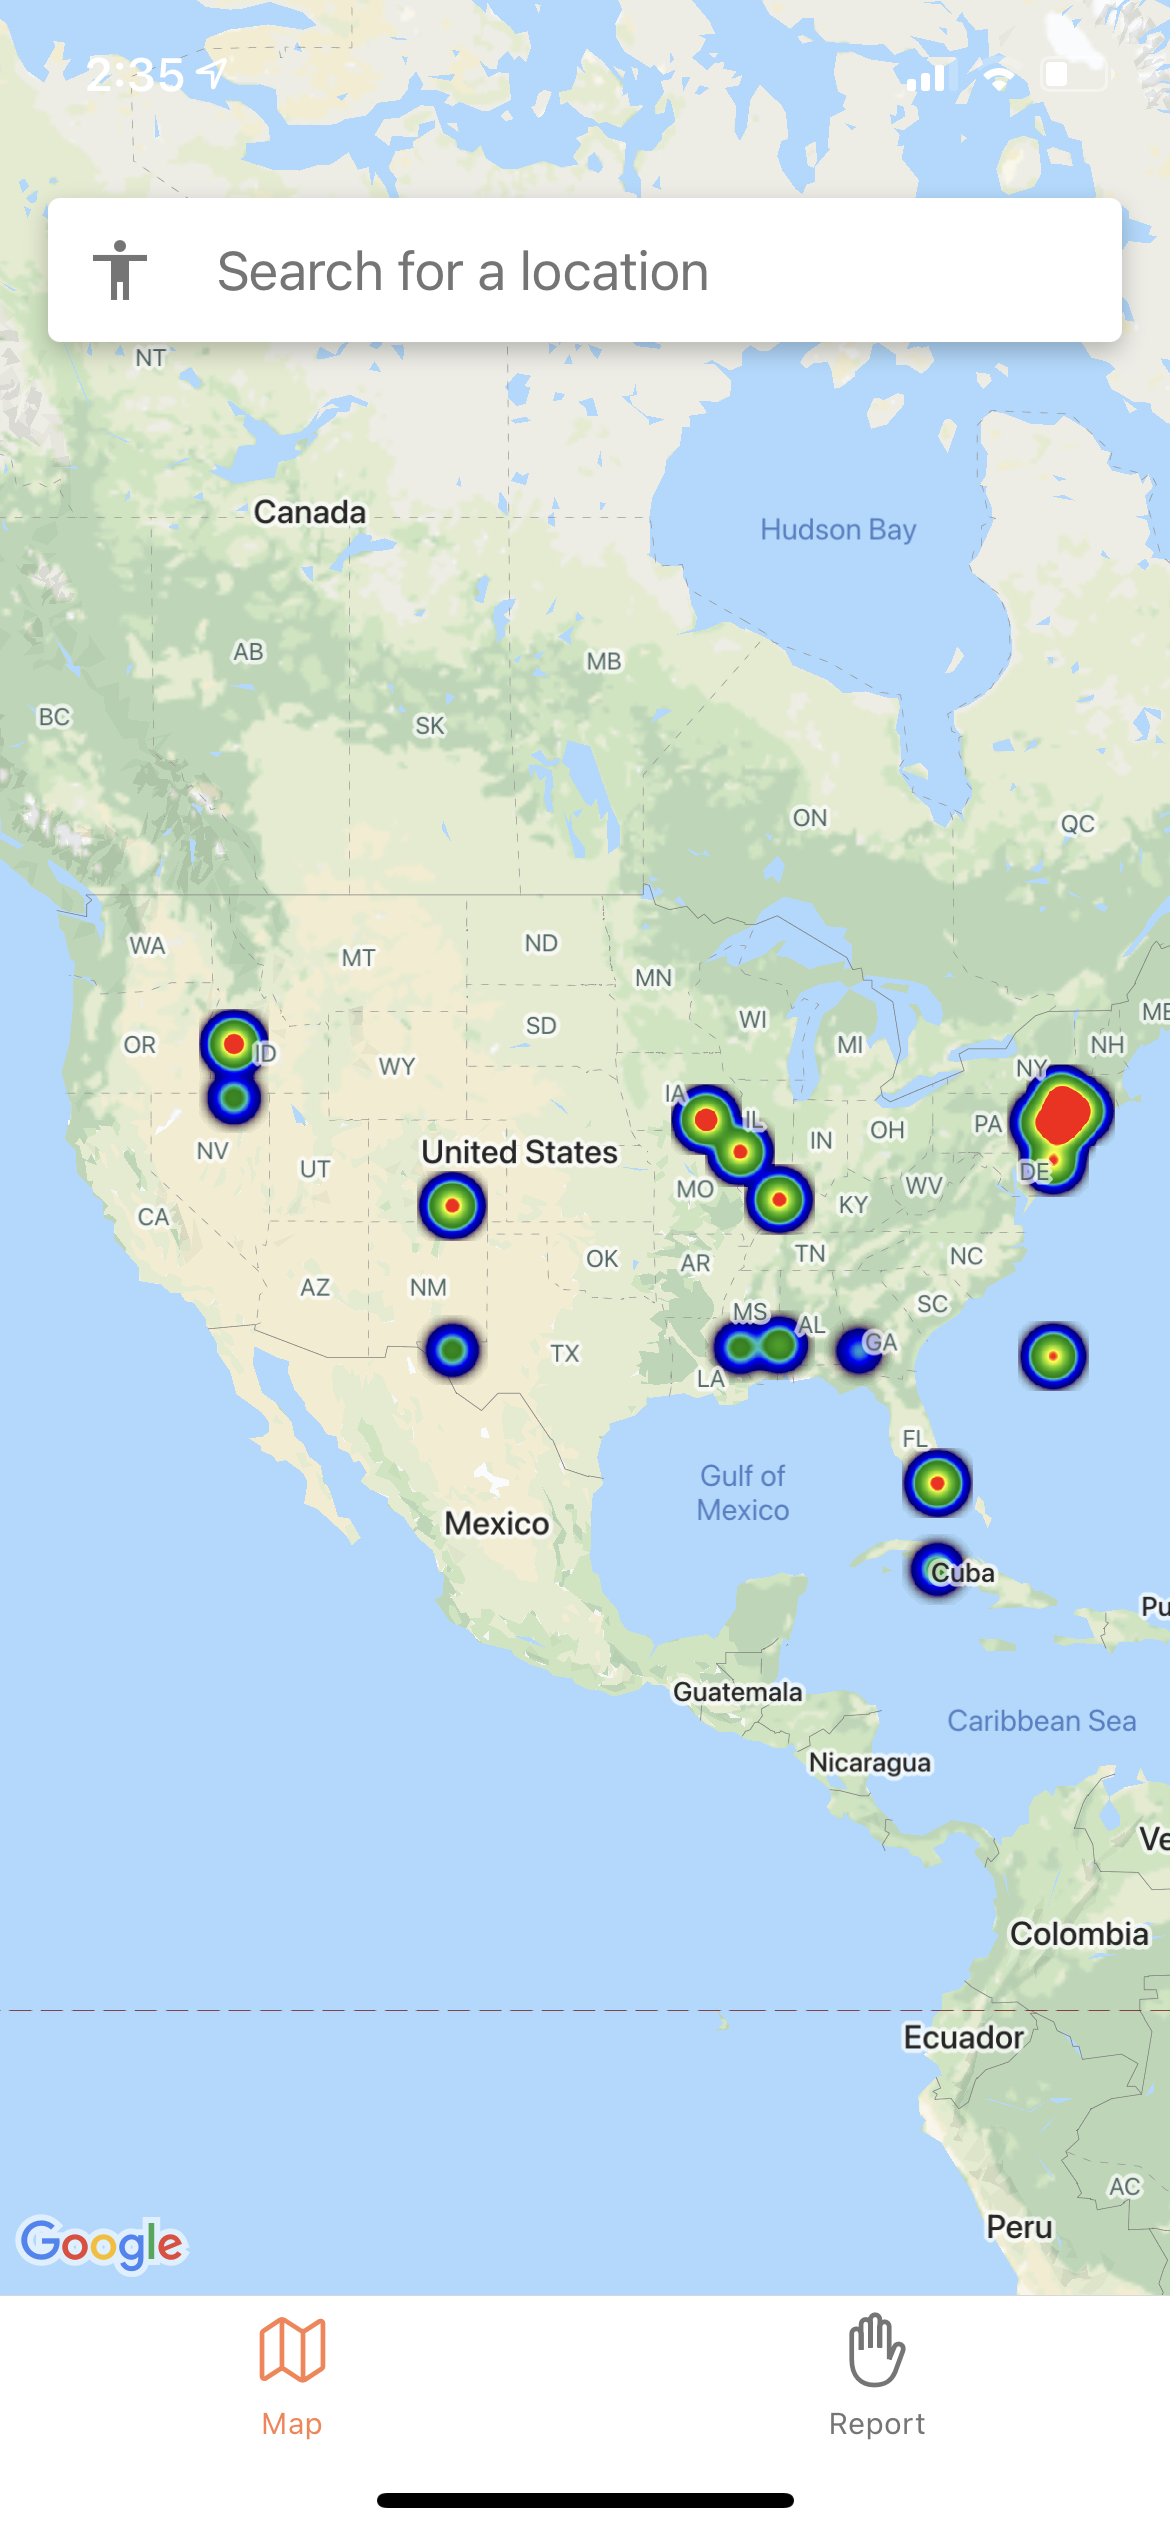 2:35
Search for a location
NT
Canada
Hudson Bay
AB
MB
BC
SK
ON
QC
WA
MT
ND
MN
ME
OR
ID
SD
WI
MI
NH
WY
NY
IA
IL
PA
OH
IN
NV
United States
UT
DE
MO
WV
KY
CA
TN
NC
OK
AR
AZ
NM
SC
MS
AL
GA
TX
LA
FL
Gulf of
Mexico
Mexico
Cuba
Pu
Guatemala
Caribbean Sea
Nicaragua
Ve
Colombia
Ecuador
AC
Peru
Google
Map
Report